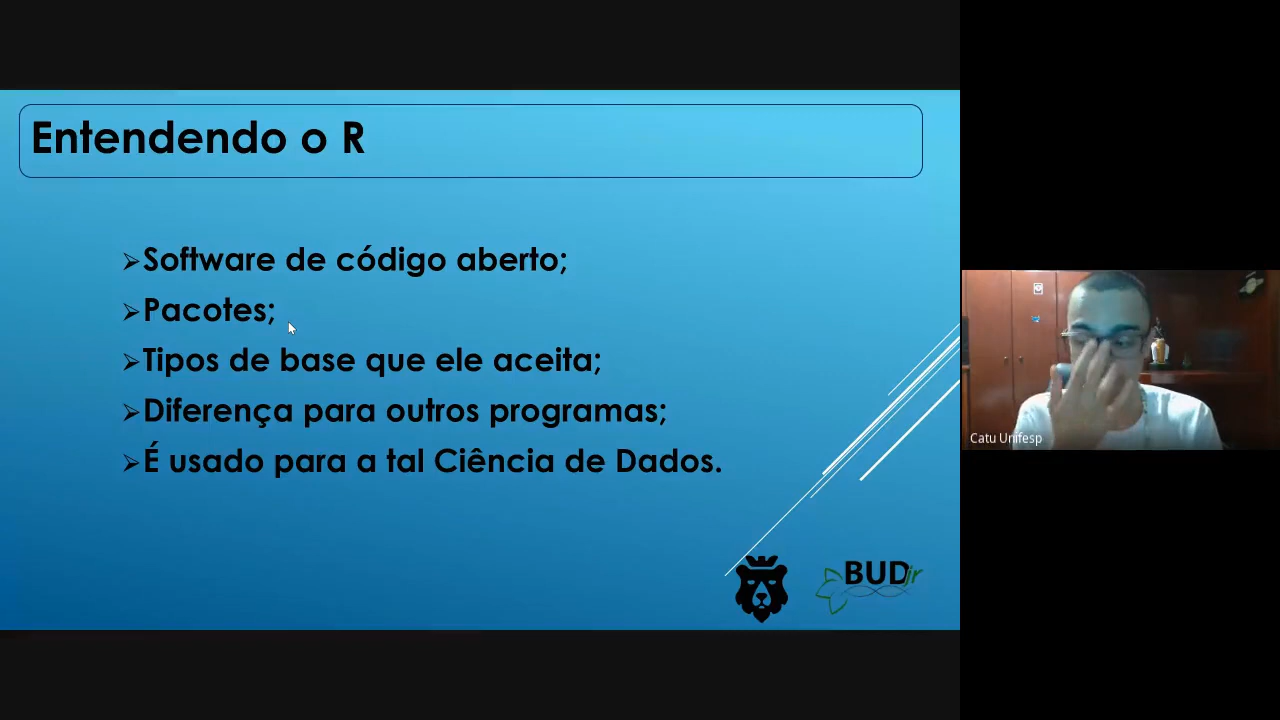 Entendendo o R
➢Software de código aberto;
➢Pacotes;
➢Tipos de base que ele aceita;
➢Diferença para outros programas;
➢É usado para a tal Ciência de Dados.
BUDjr
Catu Unifesp